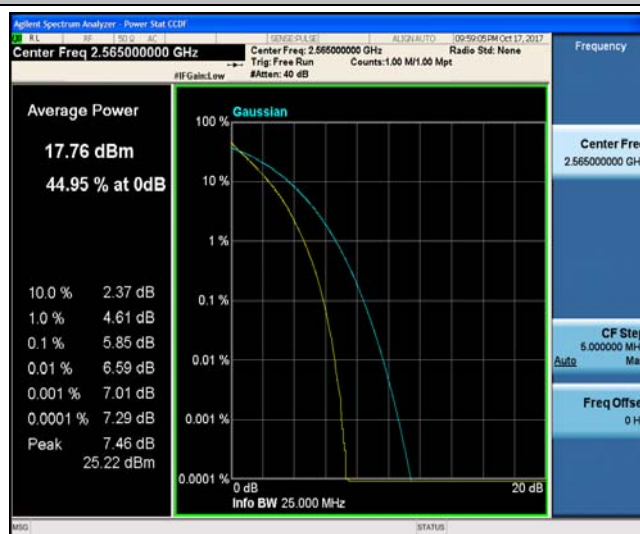 Agilent Spectrum Analyzer - Power Stat CCDF
RL RF 50 Ω AC SENSE:PULSE ALIGN AUTO 09:59:05 PM Oct 17, 2017
Center Freq 2.565000000 GHz
Center Freq: 2.565000000 GHz Radio Std: None
Trig: Free Run Counts:1.00 M/1.00 Mpt
#IFGain:Low #Atten: 40 dB
Frequency
Average Power
17.76 dBm
44.95 % at 0dB
10.0 % 2.37 dB
1.0 % 4.61 dB
0.1 % 5.85 dB
0.01 % 6.59 dB
0.001 % 7.01 dB
0.0001 % 7.29 dB
Peak 7.46 dB
25.22 dBm
Gaussian
100 %
10 %
1 %
0.1 %
0.01 %
0.001 %
0.0001 %
0 dB 20 dB
Info BW 25.000 MHz
Center Fre
2.565000000 GH
CF Ste
5.000000 MH
Auto Ma
Freq Offse
0 H
MSG STATUS